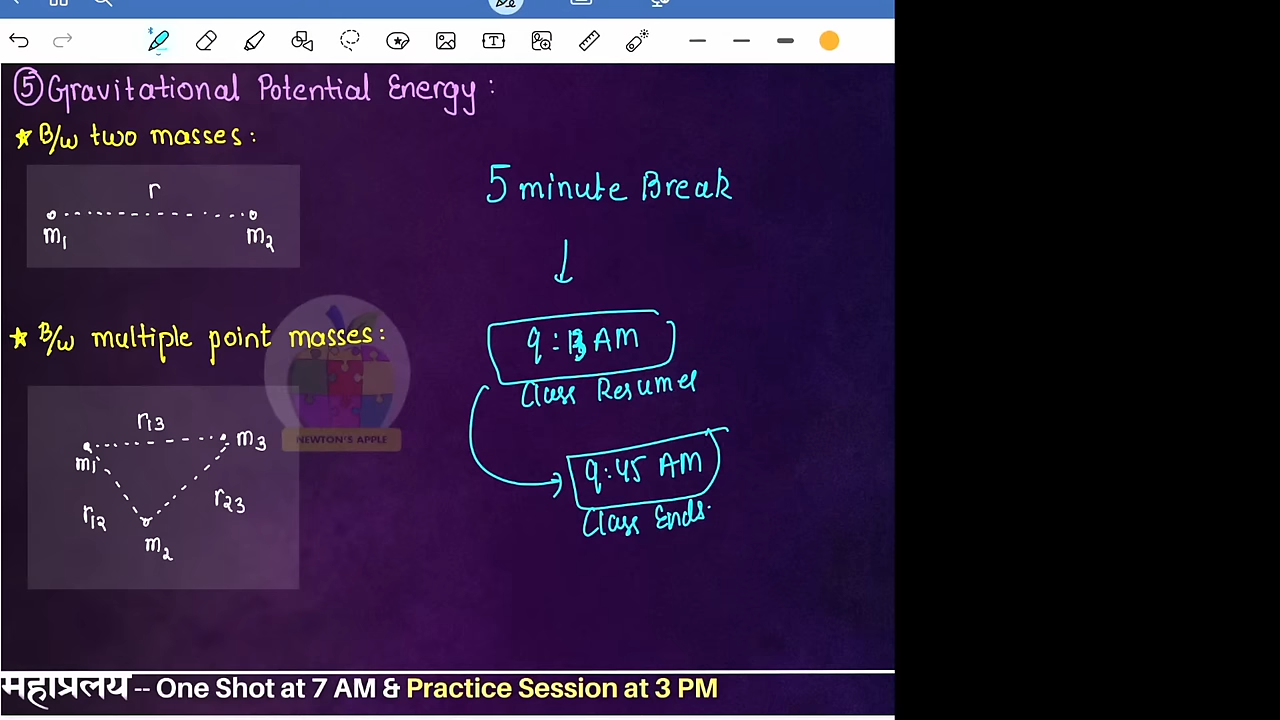 ⑤ Gravitational Potential Energy:
★ B/w two masses:
r
m₁ m₂
5 minute Break
↓
AM
Class Resumes
★ B/w multiple point masses:
r₁₃
m₁ m₃
r₁₂ r₂₃
m₂
NEWTON'S APPLE
9:45 AM
Class Ends.
महाप्रलय -- One Shot at 7 AM & Practice Session at 3 PM